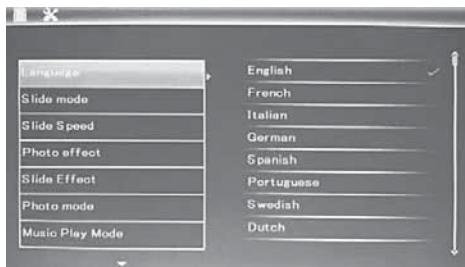 Language
Slide mode
Slide Speed
Photo effect
Slide Effect
Photo mode
Music Play Mode
English
French
Italian
German
Spanish
Portuguese
Swedish
Dutch